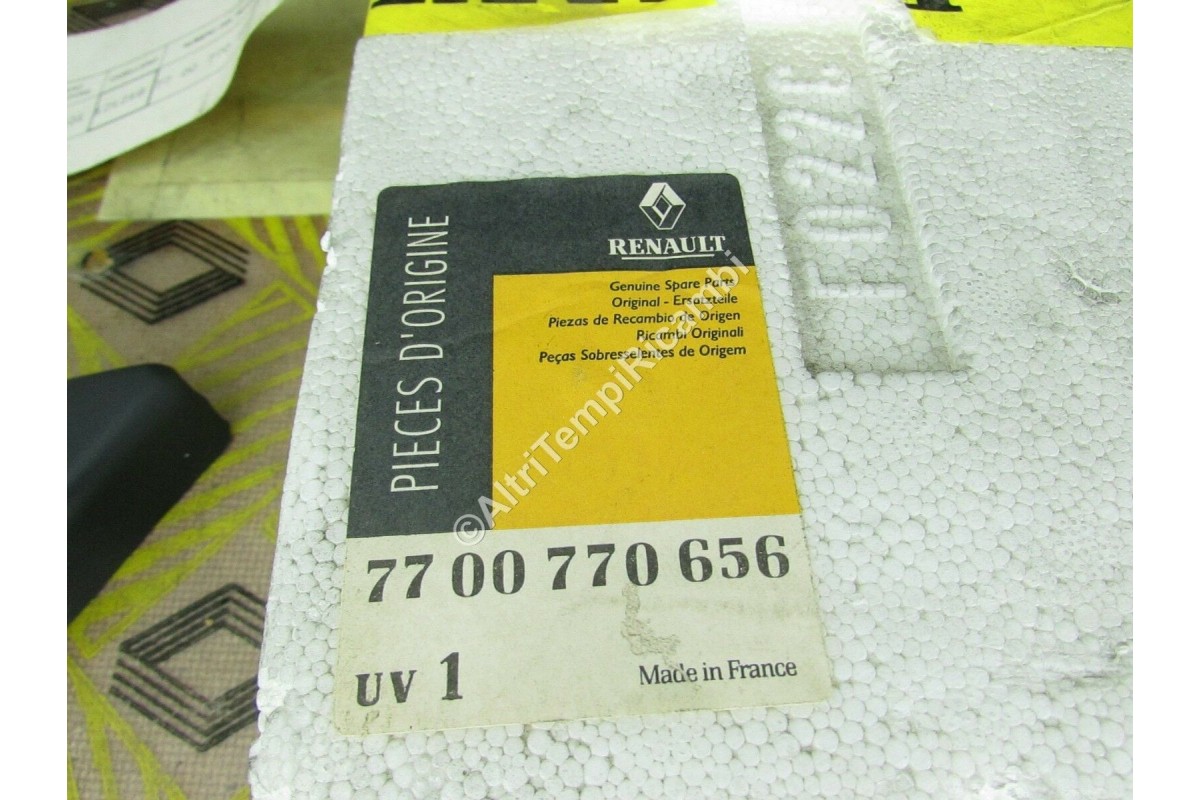 PIECES D'ORIGINE
RENAULT
Genuine Spare Parts
Original - Ersatzteile
Piezas de Recambio de Origen
Ricambi Originali
Peças Sobresselentes de Origem
©AltriTempiRicambi
77 00 770 656
UV 1
Made in France